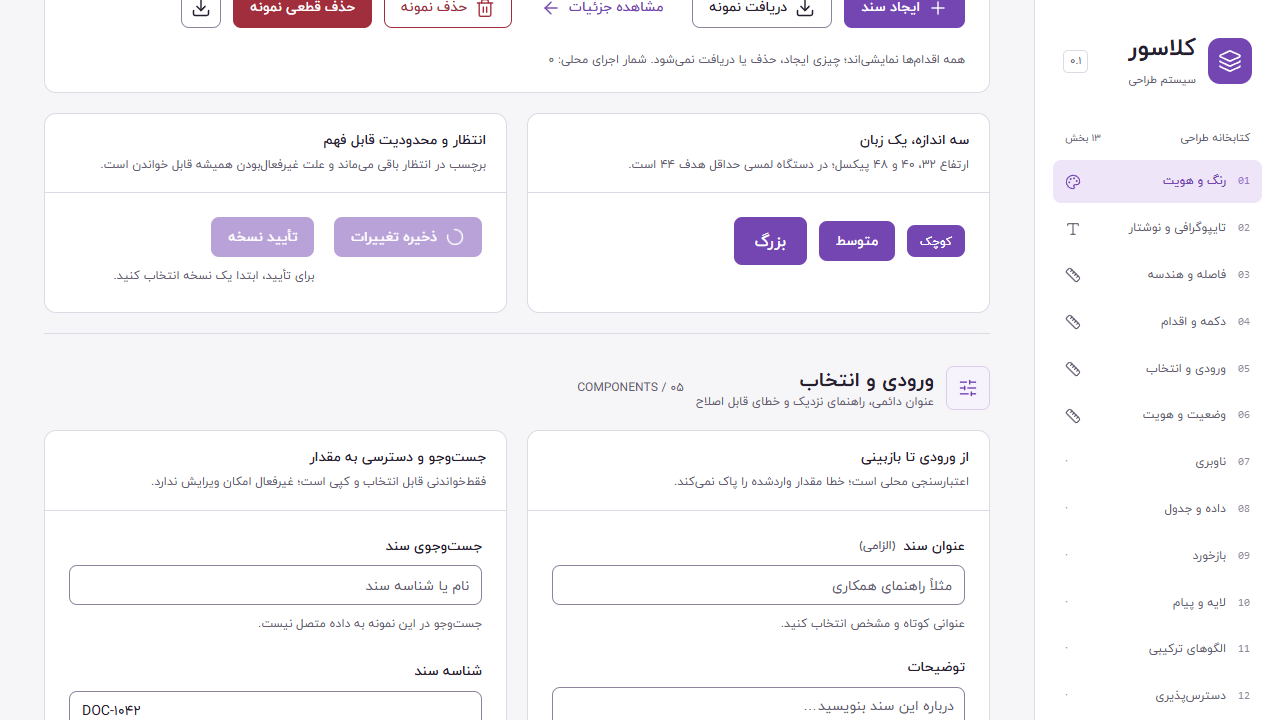 کلاسور
سیستم طراحی
۰.۱
کتابخانه طراحی
۱۳ بخش
01 رنگ و هویت
02 تایپوگرافی و نوشتار
03 فاصله و هندسه
04 دکمه و اقدام
05 ورودی و انتخاب
06 وضعیت و هویت
07 ناوبری
08 داده و جدول
09 بازخورد
10 لایه و پیام
11 الگوهای ترکیبی
12 دسترس‌پذیری
ایجاد سند
دریافت نمونه
مشاهده جزئیات
حذف نمونه
حذف قطعی نمونه
همه اقدام‌ها نمایشی‌اند؛ چیزی ایجاد، حذف یا دریافت نمی‌شود. شمار اجرای محلی: ۰
سه اندازه، یک زبان
ارتفاع ۳۲، ۴۰ و ۴۸ پیکسل؛ در دستگاه لمسی حداقل هدف ۴۴ است.
کوچک
متوسط
بزرگ
انتظار و محدودیت قابل فهم
برچسب در انتظار باقی می‌ماند و علت غیرفعال‌بودن همیشه قابل خواندن است.
ذخیره تغییرات
تأیید نسخه
برای تأیید، ابتدا یک نسخه انتخاب کنید.
ورودی و انتخاب
عنوان دائمی، راهنمای نزدیک و خطای قابل اصلاح
COMPONENTS / ۰۵
از ورودی تا بازبینی
اعتبارسنجی محلی است؛ خطا مقدار واردشده را پاک نمی‌کند.
عنوان سند (الزامی)
مثلاً راهنمای همکاری
عنوانی کوتاه و مشخص انتخاب کنید.
توضیحات
درباره این سند بنویسید…
جست‌وجو و دسترسی به مقدار
فقط‌خواندنی قابل انتخاب و کپی است؛ غیرفعال امکان ویرایش ندارد.
جست‌وجوی سند
نام یا شناسه سند
جست‌وجو در این نمونه به داده متصل نیست.
شناسه سند
DOC-۱۰۴۲